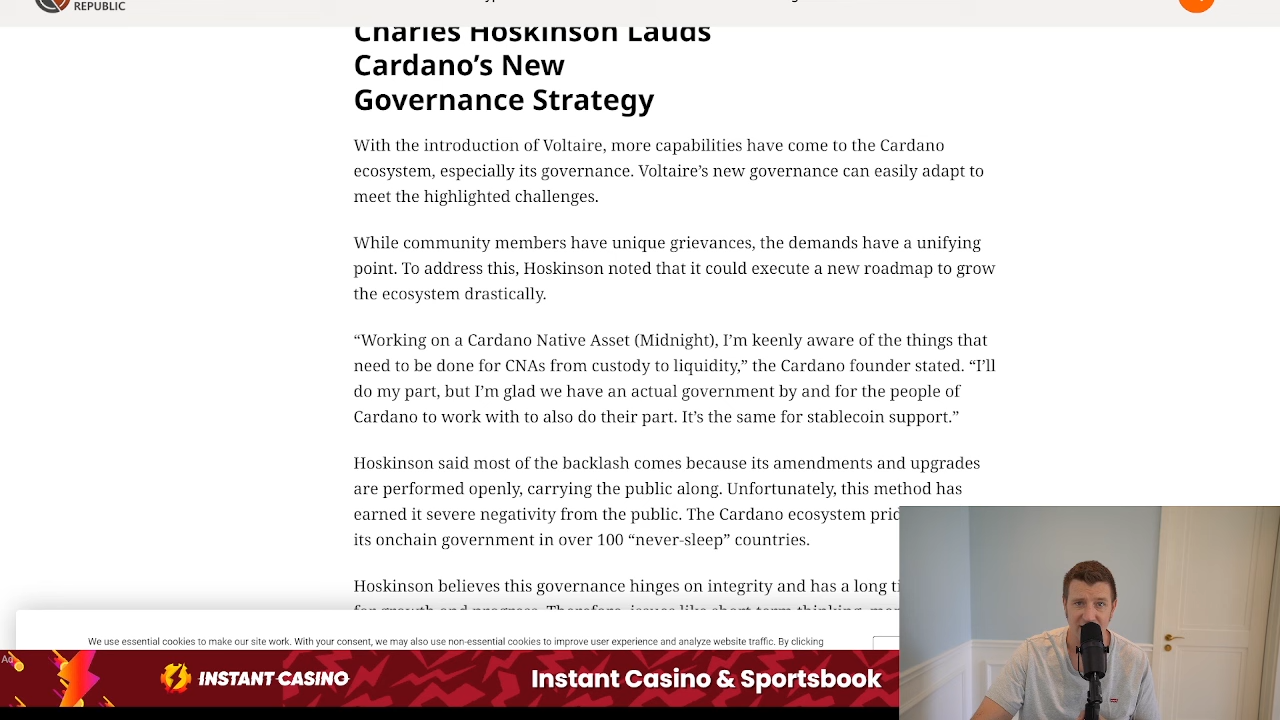 REPUBLIC
Charles Hoskinson Lauds
Cardano’s New
Governance Strategy
With the introduction of Voltaire, more capabilities have come to the Cardano
ecosystem, especially its governance. Voltaire’s new governance can easily adapt to
meet the highlighted challenges.
While community members have unique grievances, the demands have a unifying
point. To address this, Hoskinson noted that it could execute a new roadmap to grow
the ecosystem drastically.
“Working on a Cardano Native Asset (Midnight), I’m keenly aware of the things that
need to be done for CNAs from custody to liquidity,” the Cardano founder stated. “I’ll
do my part, but I’m glad we have an actual government by and for the people of
Cardano to work with to also do their part. It’s the same for stablecoin support.”
Hoskinson said most of the backlash comes because its amendments and upgrades
are performed openly, carrying the public along. Unfortunately, this method has
earned it severe negativity from the public. The Cardano ecosystem
its onchain government in over 100 “never-sleep” countries.
Hoskinson believes this governance hinges on integrity and has a long
for growth and progress. Therefore, issues like short-term thinking,
We use essential cookies to make our site work. With your consent, we may also use non-essential cookies to improve user experience and analyze website traffic. By clicking
Ad
INSTANT CASINO
Instant Casino & Sportsbook